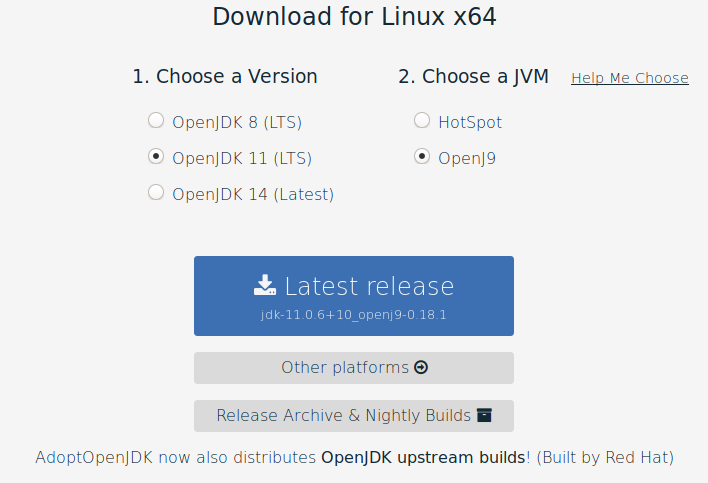 Download for Linux x64
1. Choose a Version
2. Choose a JVM
Help Me Choose
OpenJDK 8 (LTS)
HotSpot
OpenJDK 11 (LTS)
OpenJ9
OpenJDK 14 (Latest)
Latest release
jdk-11.0.6+10_openj9-0.18.1
Other platforms
Release Archive & Nightly Builds
AdoptOpenJDK now also distributes OpenJDK upstream builds! (Built by Red Hat)